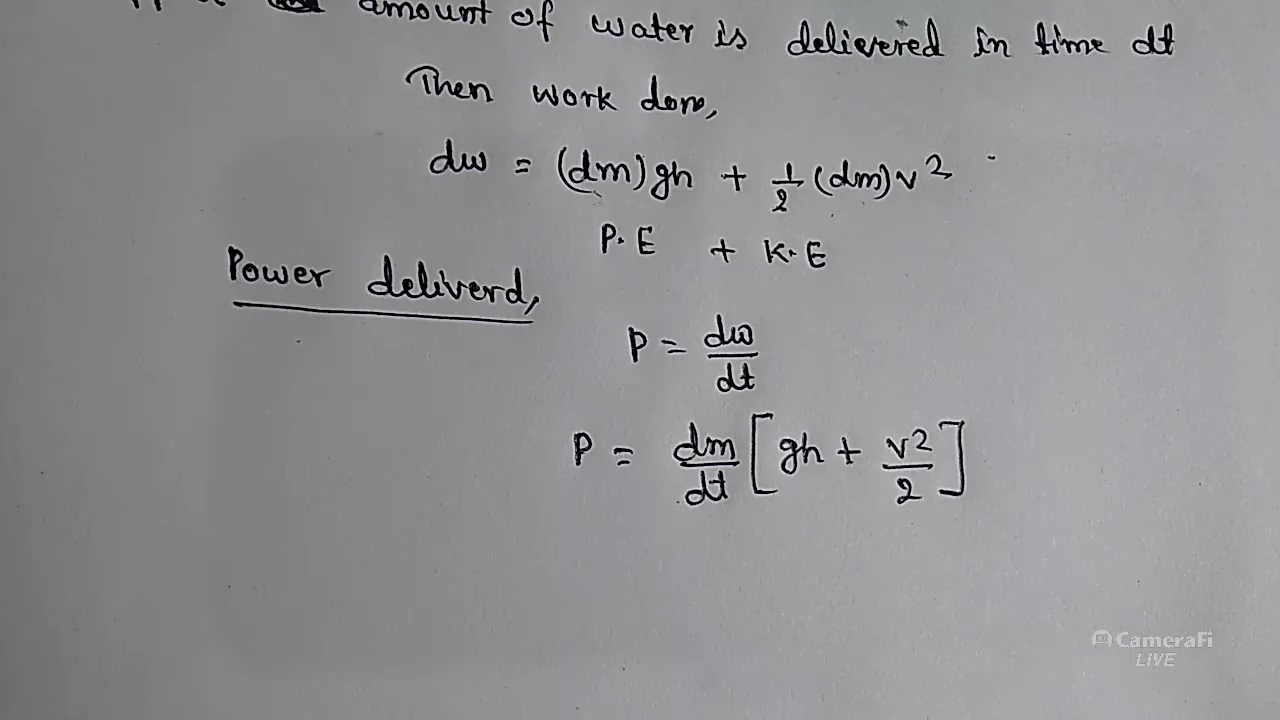 amount of water is delivered in time dt
Then work done,
dw = (dm)gh + 1/2 (dm)v²
P.E + K.E
Power deliverd,
P = dw/dt
P = dm/dt [gh + v²/2]
CameraFi
LIVE